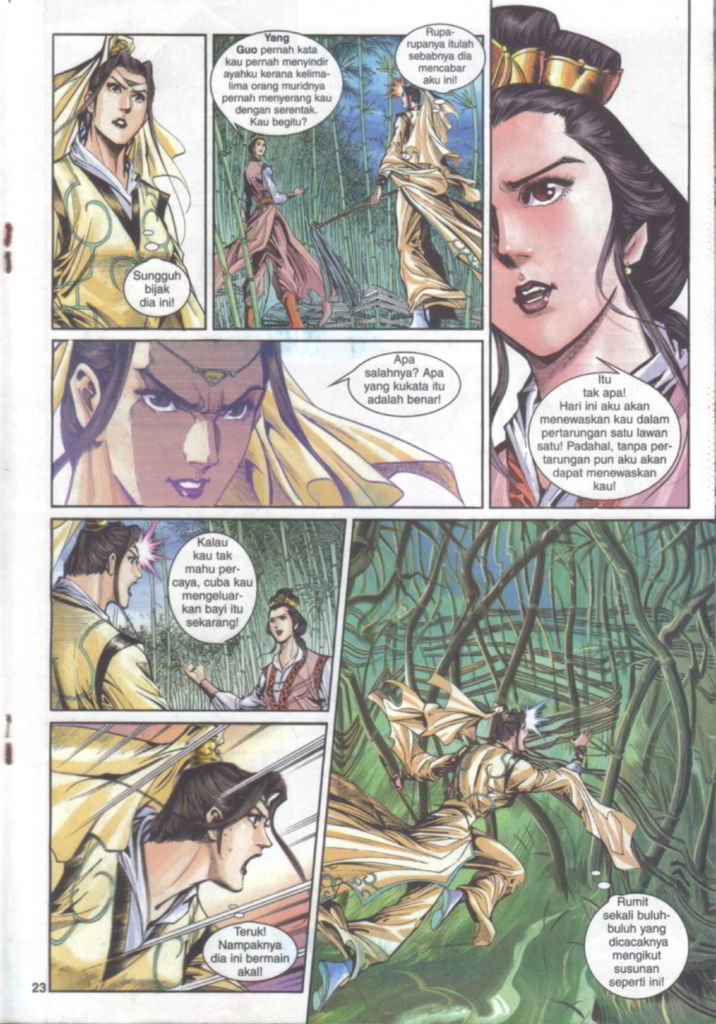 Sungguh
bijak
dia ini!
Yang
Guo pernah kata
kau pernah menyindir
ayahku kerana kelima-
lima orang muridnya
pernah menyerang kau
dengan serentak.
Kau begitu?
Rupa-
rupanya itulah
sebabnya dia
mencabar
aku ini!
Itu
tak apa!
Hari ini aku akan
menewaskan kau dalam
pertarungan satu lawan
satu! Padahal, tanpa per-
tarungan pun aku akan
dapat menewaskan
kau!
Apa
salahnya? Apa
yang kukata itu
adalah benar!
Kalau
kau tak
mahu per-
caya, cuba kau
mengeluar-
kan bayi itu
sekarang!
Teruk!
Nampaknya
dia ini bermain
akal!
Rumit
sekali buluh-
buluh yang
dicacaknya
mengikut
susunan
seperti ini!
23